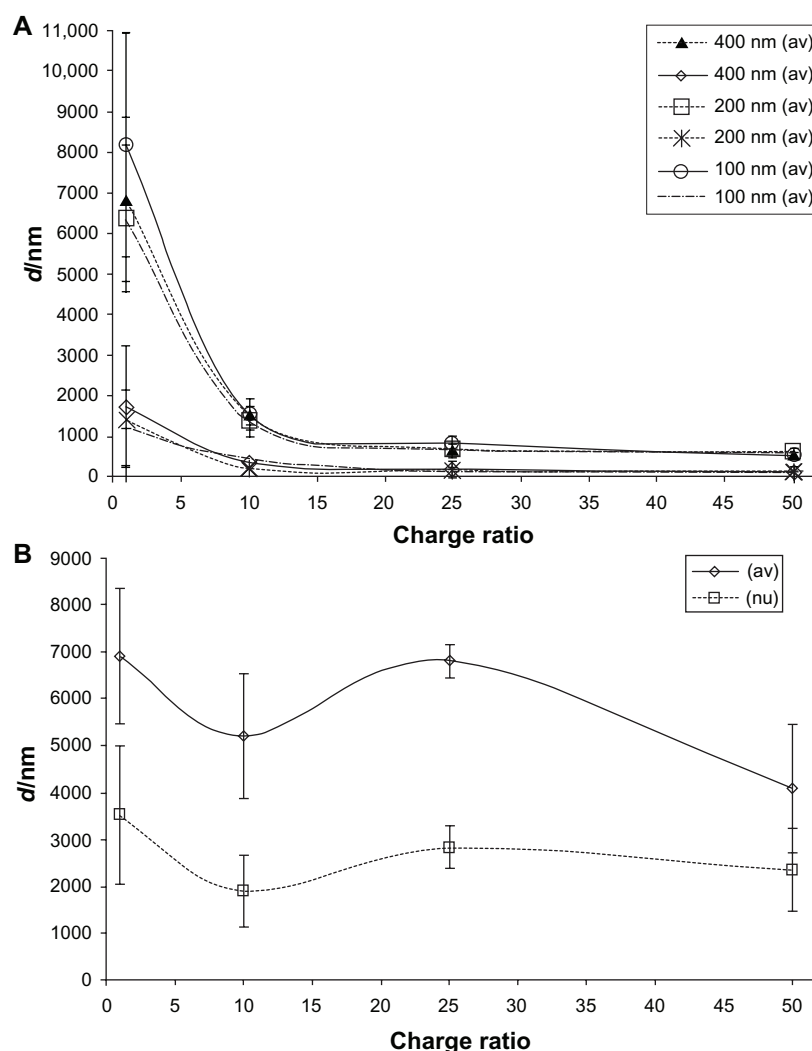 A
11,000
10,000
9000
8000
7000
6000
5000
4000
3000
2000
1000
0
d/nm
0 5 10 15 20 25 30 35 40 45 50
Charge ratio
400 nm (av)
400 nm (av)
200 nm (av)
200 nm (av)
100 nm (av)
100 nm (av)
B
9000
8000
7000
6000
5000
4000
3000
2000
1000
0
d/nm
0 5 10 15 20 25 30 35 40 45 50
Charge ratio
(av)
(nu)